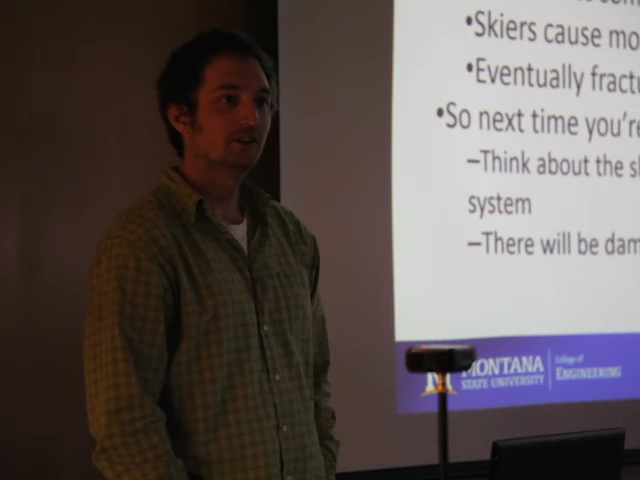 •Skiers cause mo
•Eventually fractu
•So next time you're
–Think about the sl
system
–There will be dam
MONTANA
STATE UNIVERSITY
College of
ENGINEERING